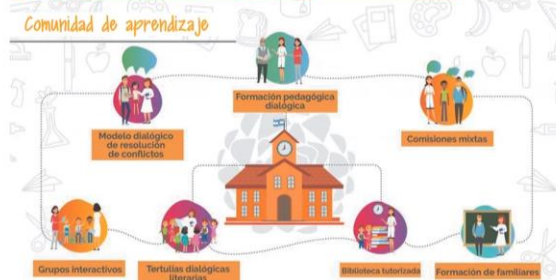 Comunidad de aprendizaje
Formación pedagógica
dialógica
Modelo dialógico
de resolución
de conflictos
Comisiones mixtas
Grupos interactivos
Tertulias dialógicas
literarias
Biblioteca tutorizada
Formación de familiares